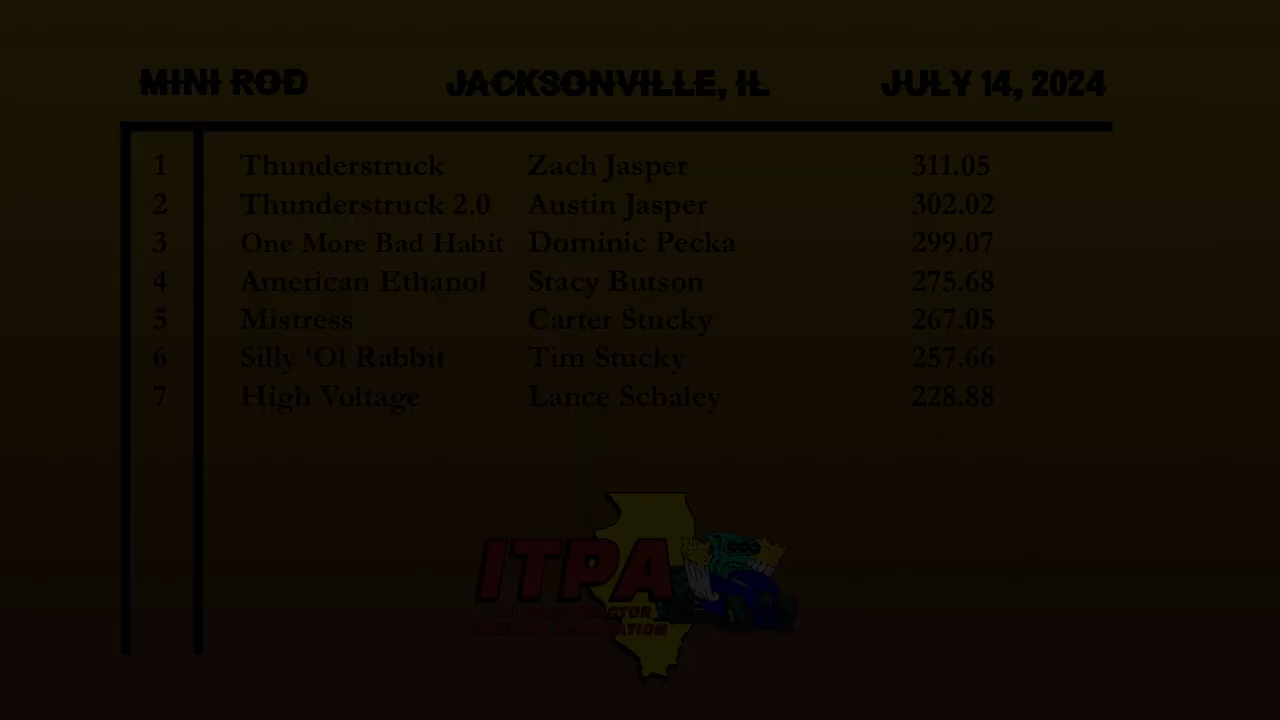 MINI ROD JACKSONVILLE, IL JULY 14, 2024
1 Thunderstruck Zach Jasper 311.05
2 Thunderstruck 2.0 Austin Jasper 302.02
3 One More Bad Habit Dominic Pecka 299.07
4 American Ethanol Stacy Butson 275.68
5 Mistress Carter Stucky 267.05
6 Silly ‘Ol Rabbit Tim Stucky 257.66
7 High Voltage Lance Schaley 228.88
ITPA